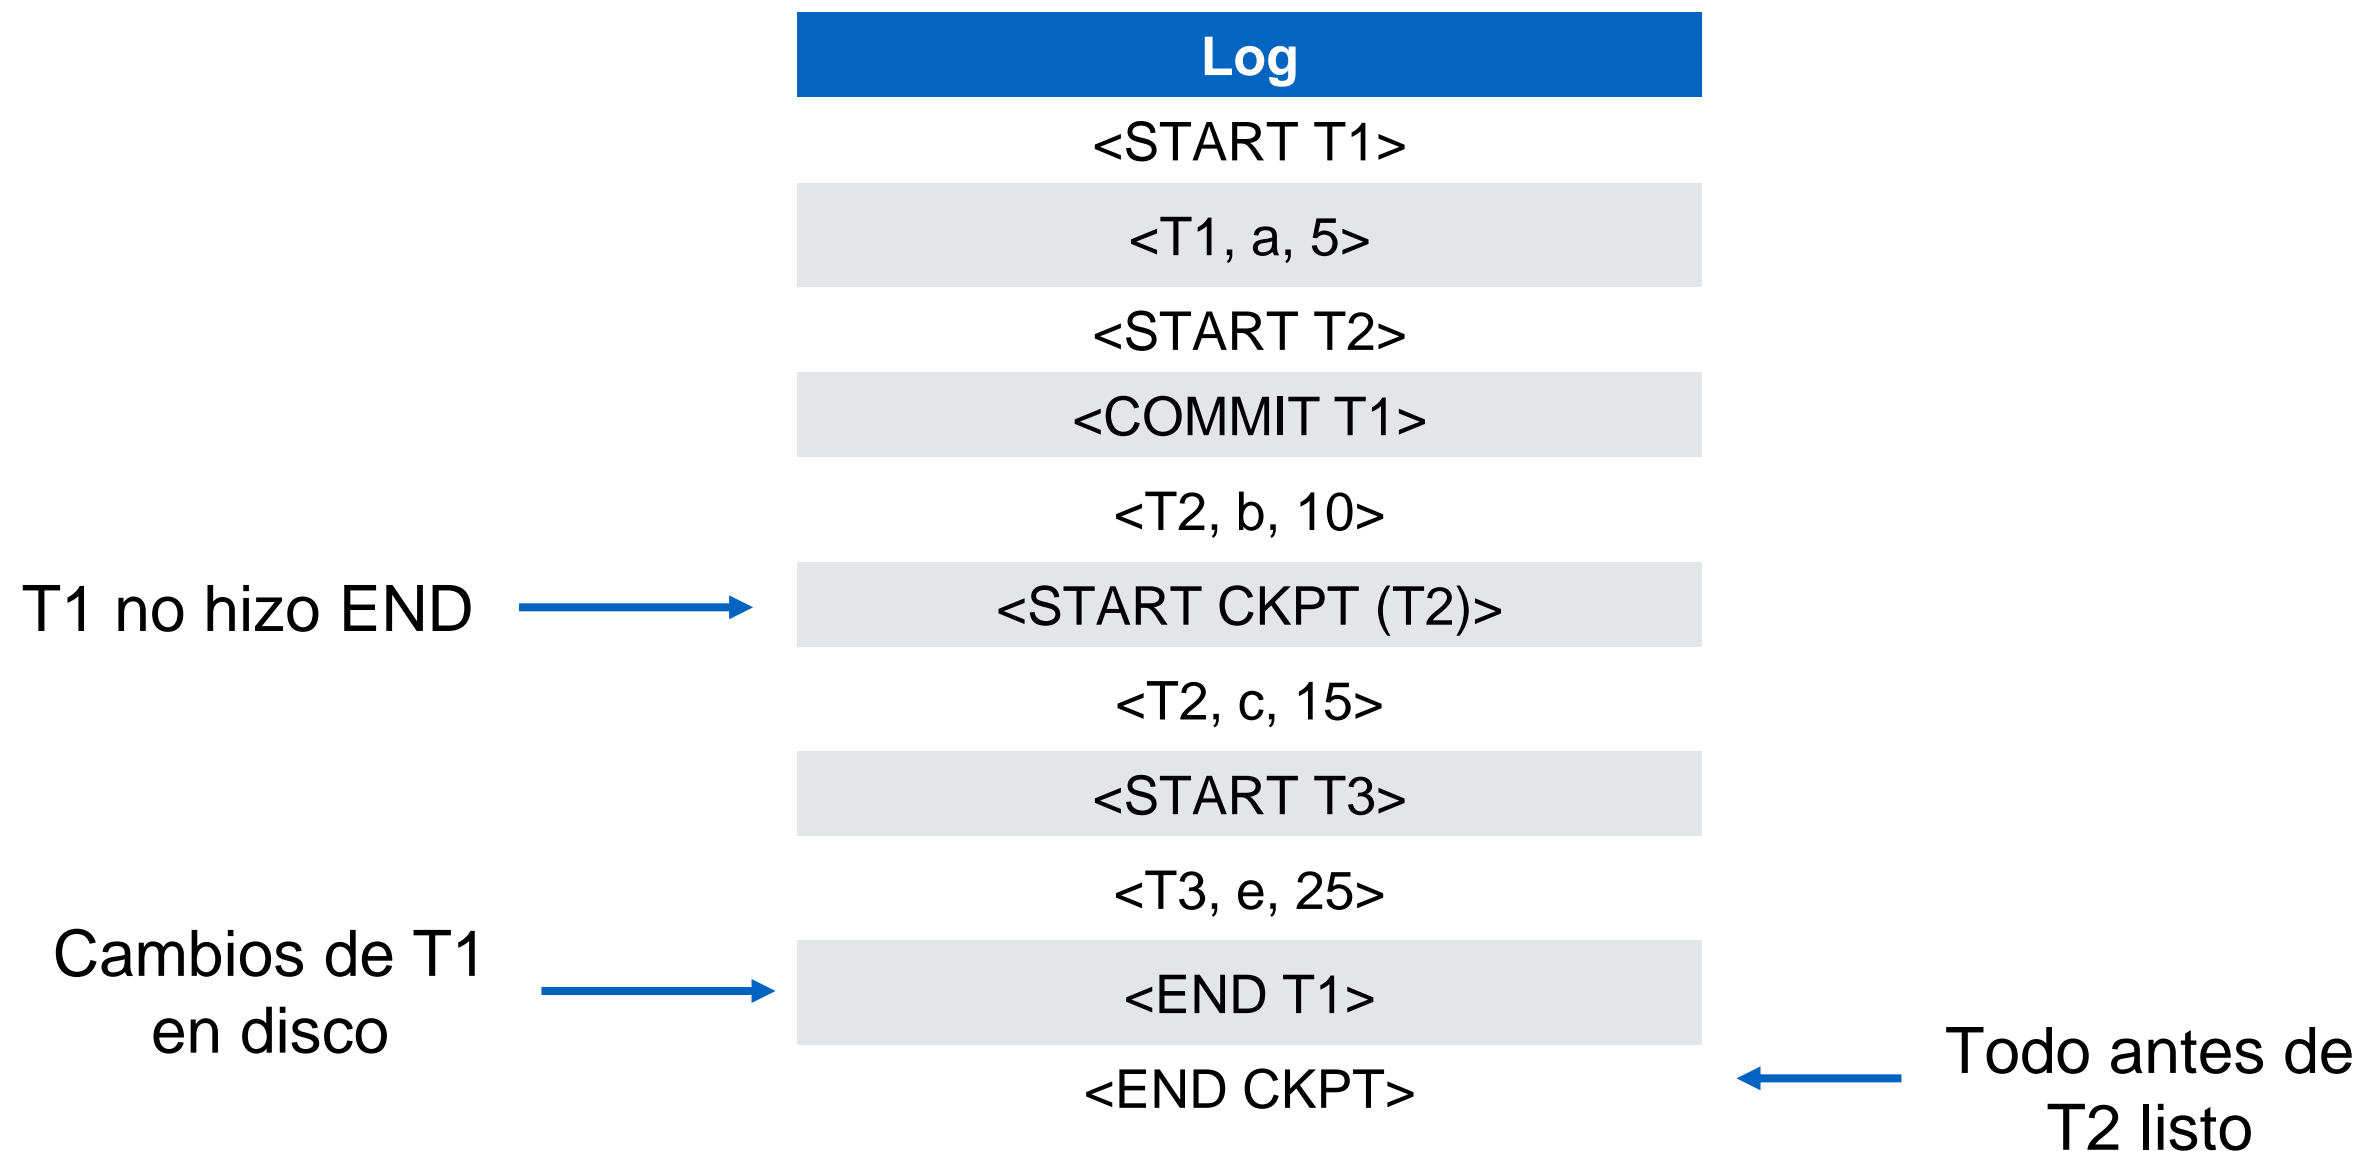 Log
<START T1>
<T1, a, 5>
<START T2>
<COMMIT T1>
<T2, b, 10>
T1 no hizo END
<START CKPT (T2)>
<T2, c, 15>
<START T3>
<T3, e, 25>
Cambios de T1
en disco
<END T1>
<END CKPT>
Todo antes de
T2 listo